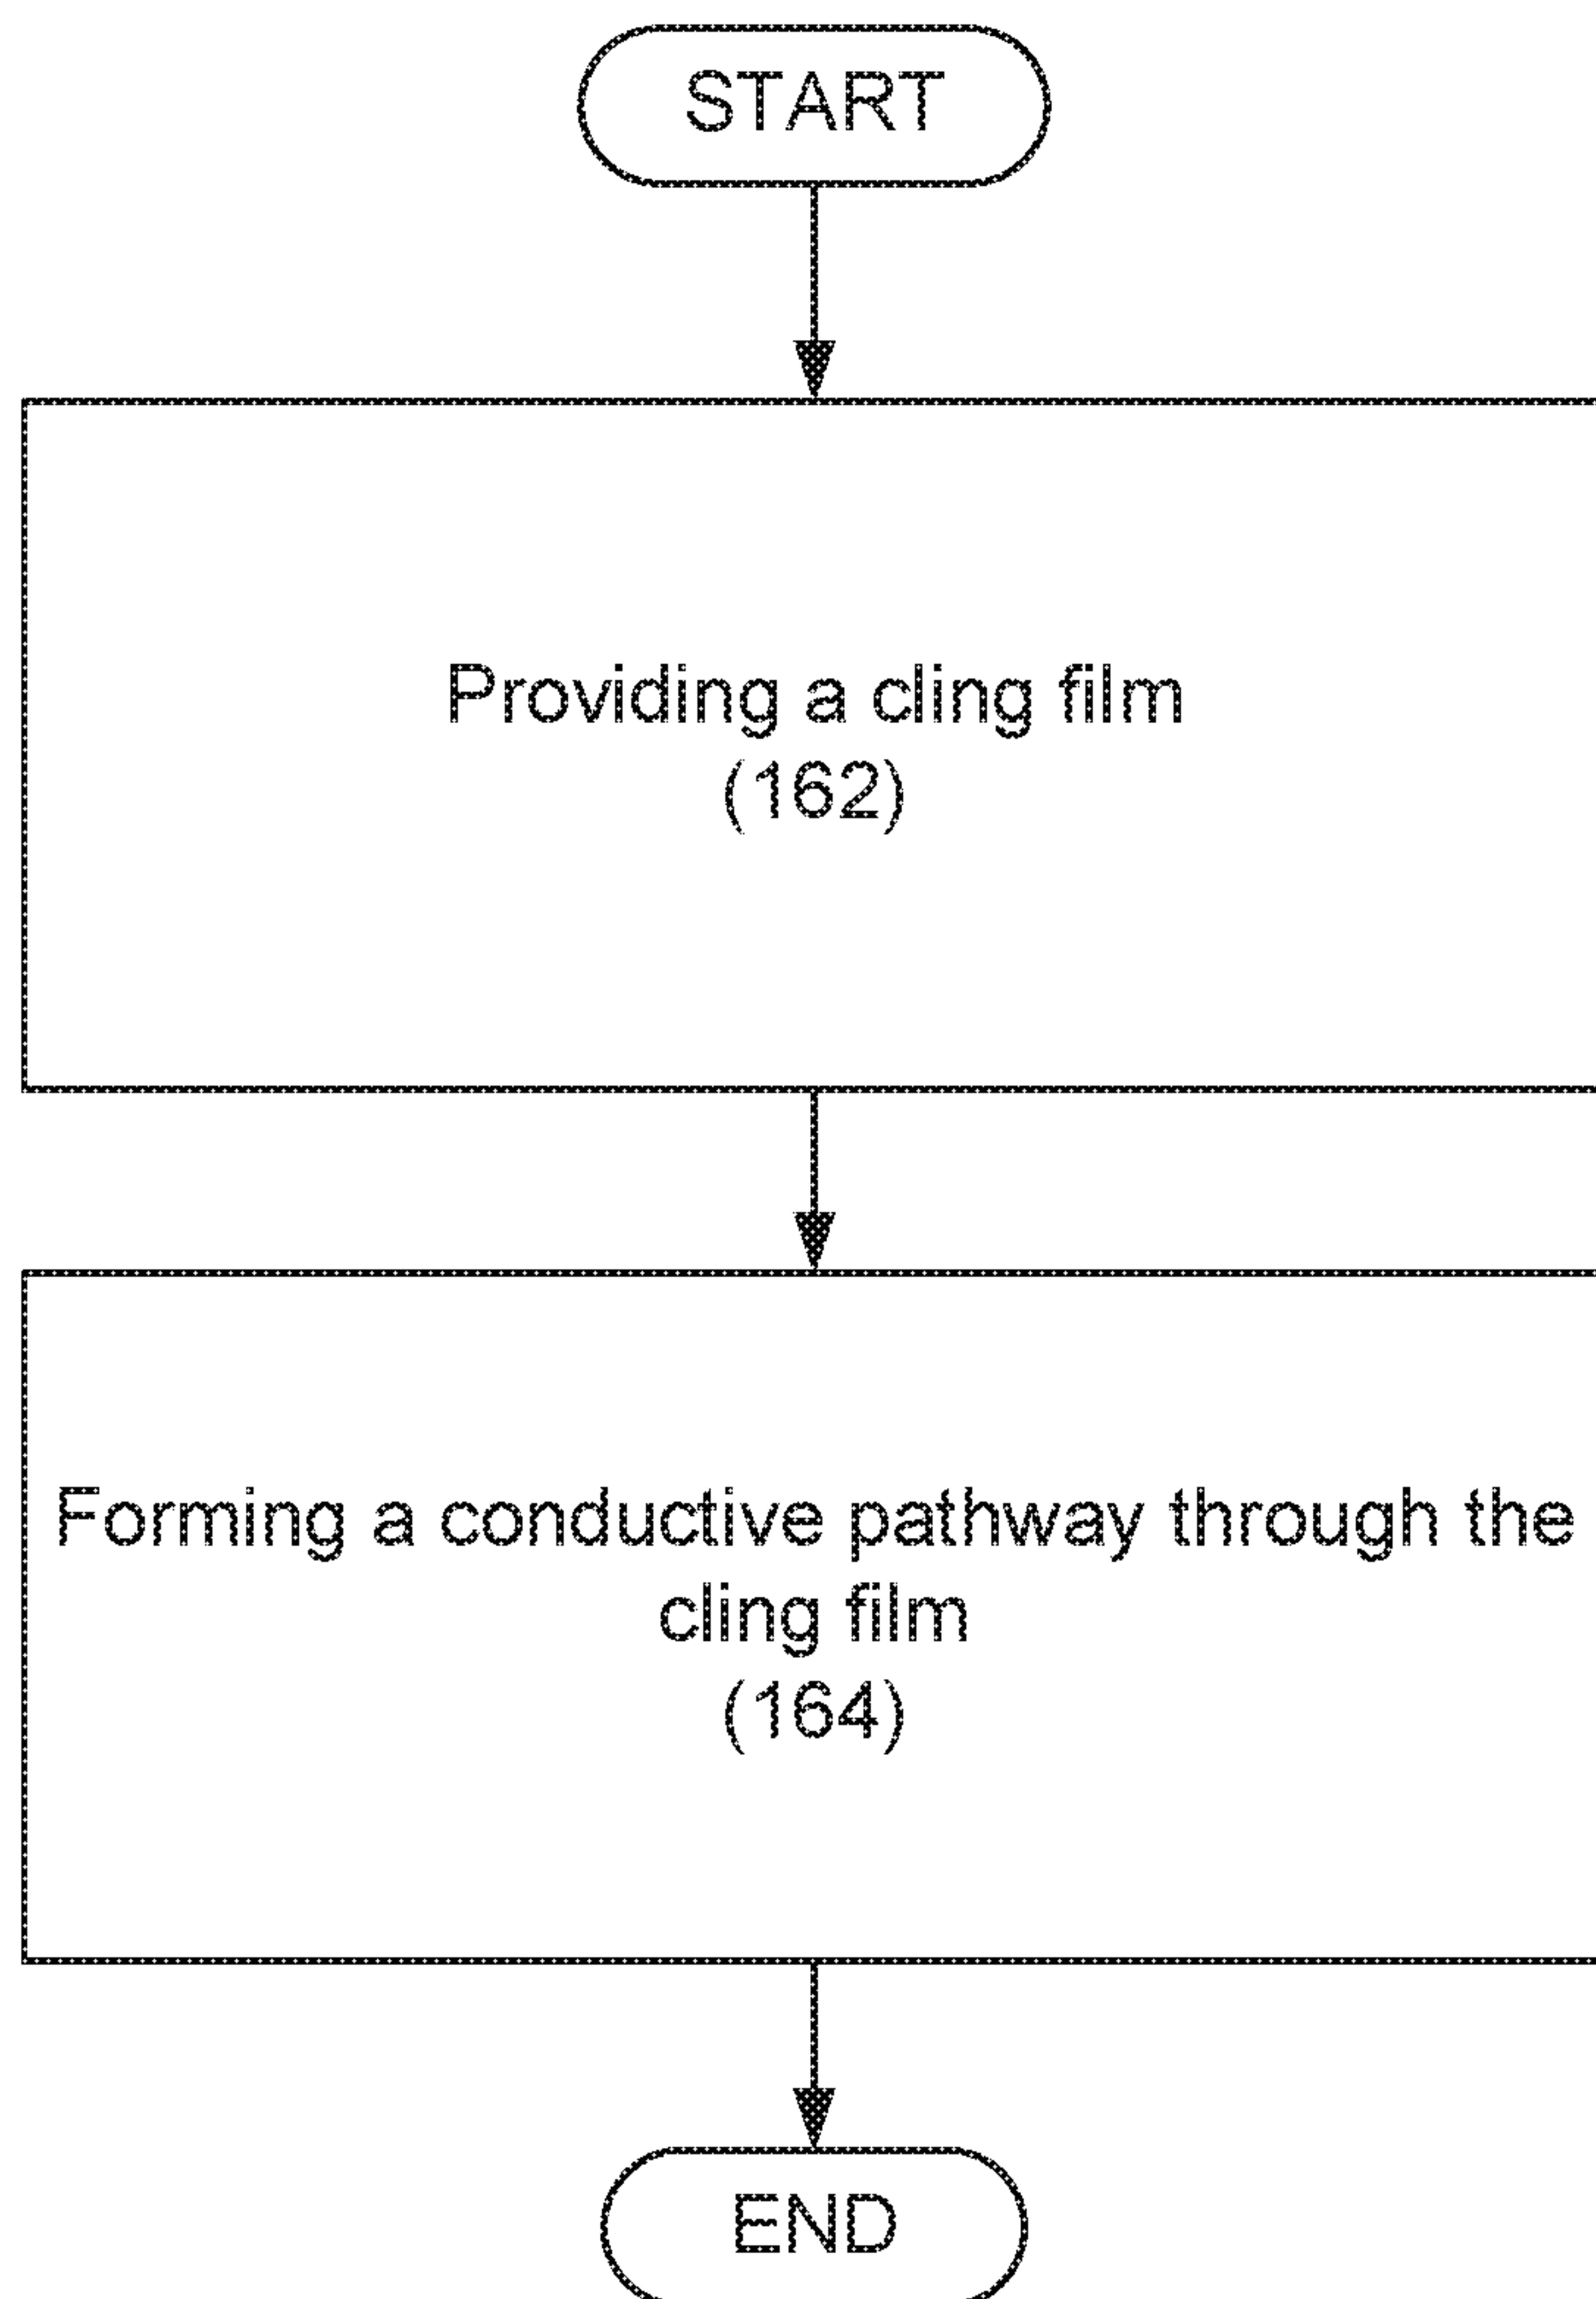 START
Providing a cling film
(162)
Forming a conductive pathway through the
cling film
(164)
END